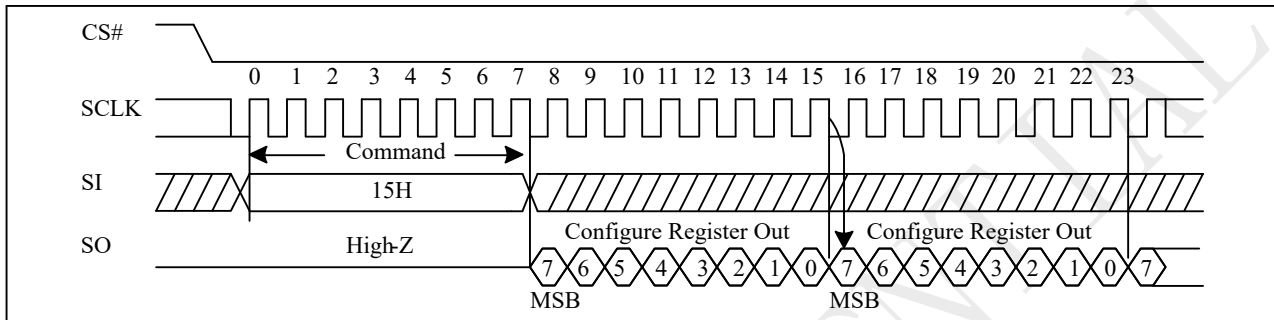 CS#
0 1 2 3 4 5 6 7 8 9 10 11 12 13 14 15 16 17 18 19 20 21 22 23
SCLK
Command
SI
15H
Configure Register Out Configure Register Out
SO
High-Z
7 6 5 4 3 2 1 0 7 6 5 4 3 2 1 0 7
MSB MSB